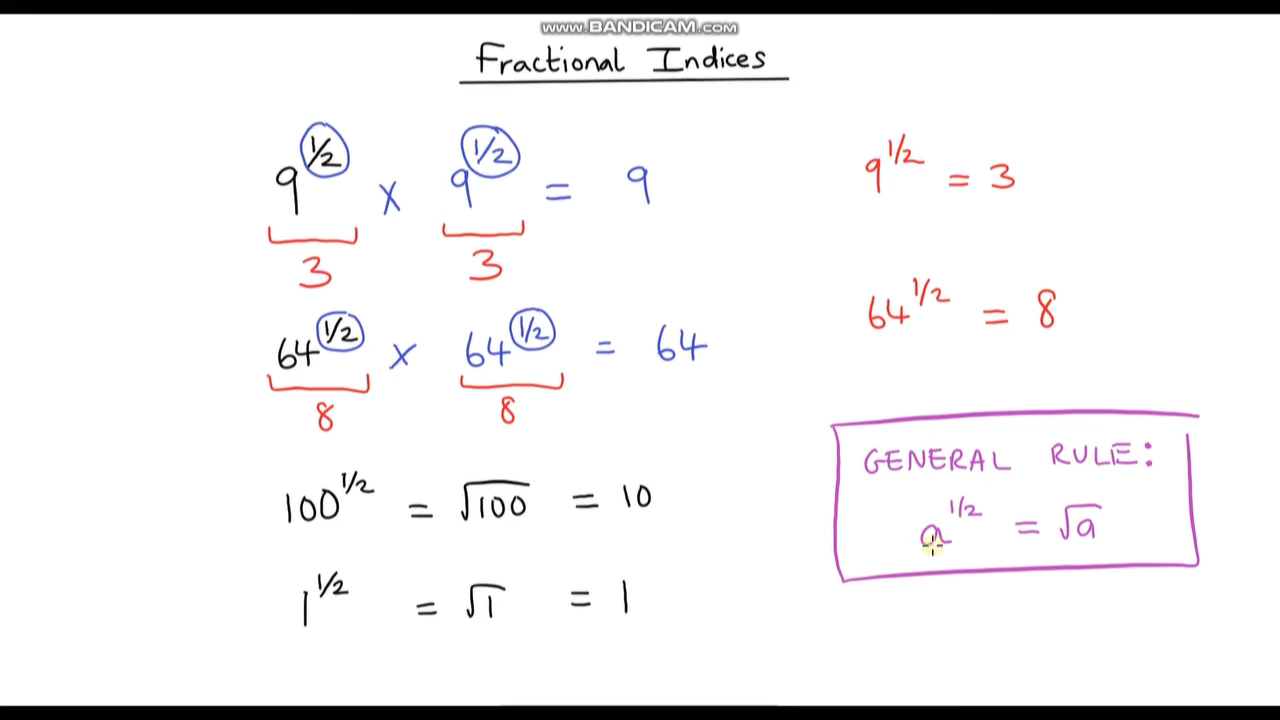 www.BANDICAM.com
Fractional Indices
9^1/2 x 9^1/2 = 9
3 3
9^1/2 = 3
64^1/2 x 64^1/2 = 64
8 8
64^1/2 = 8
100^1/2 = √100 = 10
1^1/2 = √1 = 1
GENERAL RULE:
a^1/2 = √a